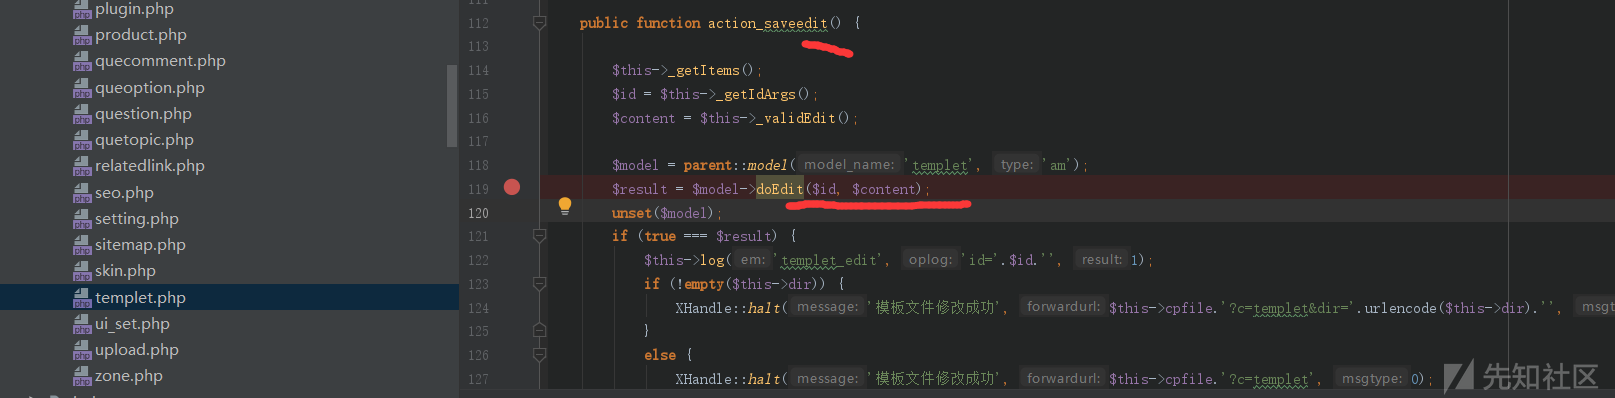 plugin.php
product.php
quecomment.php
queoption.php
question.php
quetopic.php
relatedlink.php
seo.php
setting.php
sitemap.php
skin.php
templet.php
ui_set.php
upload.php
zone.php
112 public function action_saveedit() {
113
114 $this->_getItems();
115 $id = $this->_getIdArgs();
116 $content = $this->_validEdit();
117
118 $model = parent::model( model_name: 'templet', type: 'am');
119 $result = $model->doEdit($id, $content);
120 unset($model);
121 if (true === $result) {
122 $this->log( em: 'templet_edit', oplog: 'id='.$id.'', result: 1);
123 if (!empty($this->dir)) {
124 XHandle::halt( message: '模板文件修改成功', forwardurl: $this->cpfile.'?c=templet&dir='.urlencode($this->dir).'', msgt
125 }
126 else {
127 XHandle::halt( message: '模板文件修改成功', forwardurl: $this->cpfile.'?c=templet', msgtype: 0);
先知社区